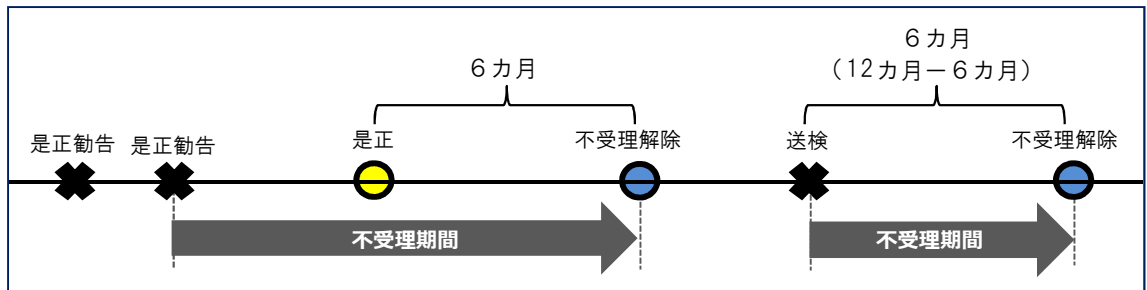 6カ月
6カ月
（12カ月－6カ月）
是正勧告
是正勧告
是正
不受理解除
送検
不受理解除
不受理期間
不受理期間